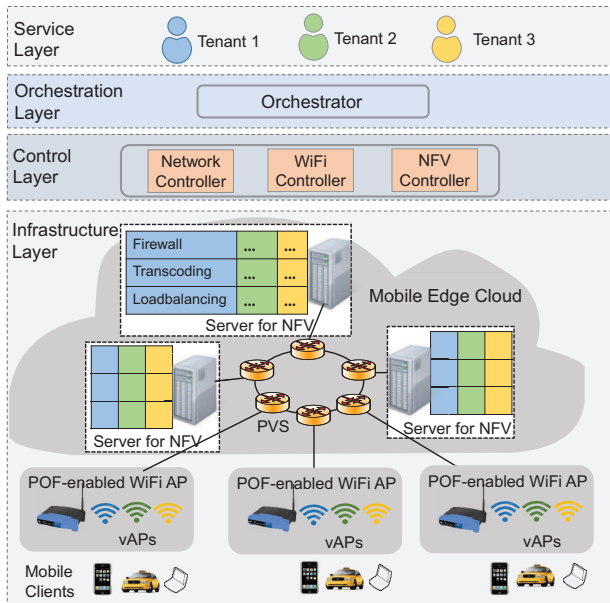 Service
Layer
Tenant 1
Tenant 2
Tenant 3
Orchestration
Layer
Orchestrator
Control
Layer
Network
Controller
WiFi
Controller
NFV
Controller
Infrastructure
Layer
Firewall
...
...
Transcoding
...
...
Loadbalancing
...
...
Server for NFV
Mobile Edge Cloud
Server for NFV
Server for NFV
PVS
POF-enabled WiFi AP
vAPs
POF-enabled WiFi AP
vAPs
POF-enabled WiFi AP
vAPs
Mobile
Clients